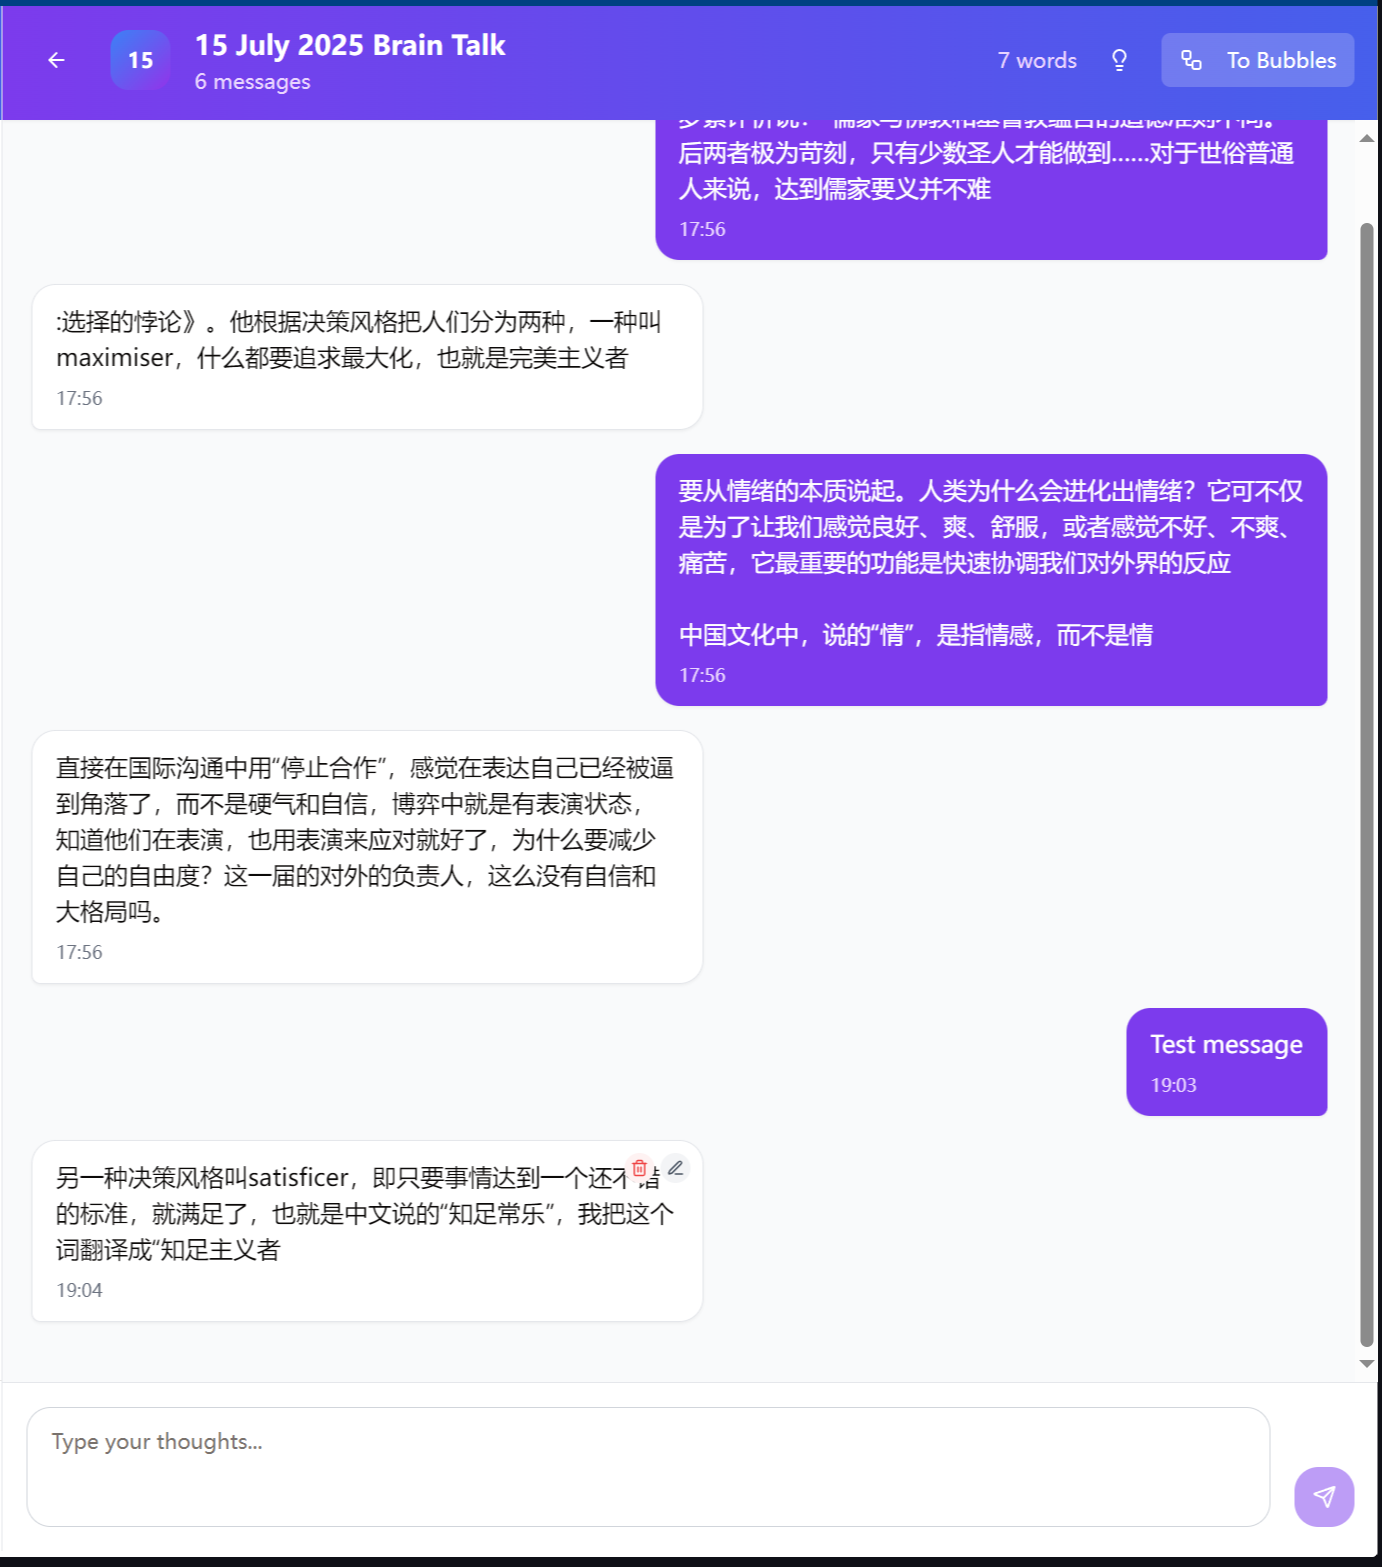 15
15 July 2025 Brain Talk
6 messages
7 words
To Bubbles
后两者极为苛刻，只有少数圣人才能做到……对于世俗普通
人来说，达到儒家要义并不难
17:56
:选择的悖论》。他根据决策风格把人们分为两种，一种叫
maximiser，什么都要追求最大化，也就是完美主义者
17:56
要从情绪的本质说起。人类为什么会进化出情绪？它可不仅
是为了让我们感觉良好、爽、舒服，或者感觉不好、不爽、
痛苦，它最重要的功能是快速协调我们对外界的反应
中国文化中，说的“情”，是指情感，而不是情
17:56
直接在国际沟通中用“停止合作”，感觉在表达自己已经被逼
到角落了，而不是硬气和自信，博弈中就是有表演状态，
知道他们在表演，也用表演来应对就好了，为什么要减少
自己的自由度？这一届的对外的负责人，这么没有自信和
大格局吗。
17:56
Test message
19:03
另一种决策风格叫satisficer，即只要事情达到一个还不错
的标准，就满足了，也就是中文说的“知足常乐”，我把这个
词翻译成“知足主义者
19:04
Type your thoughts...